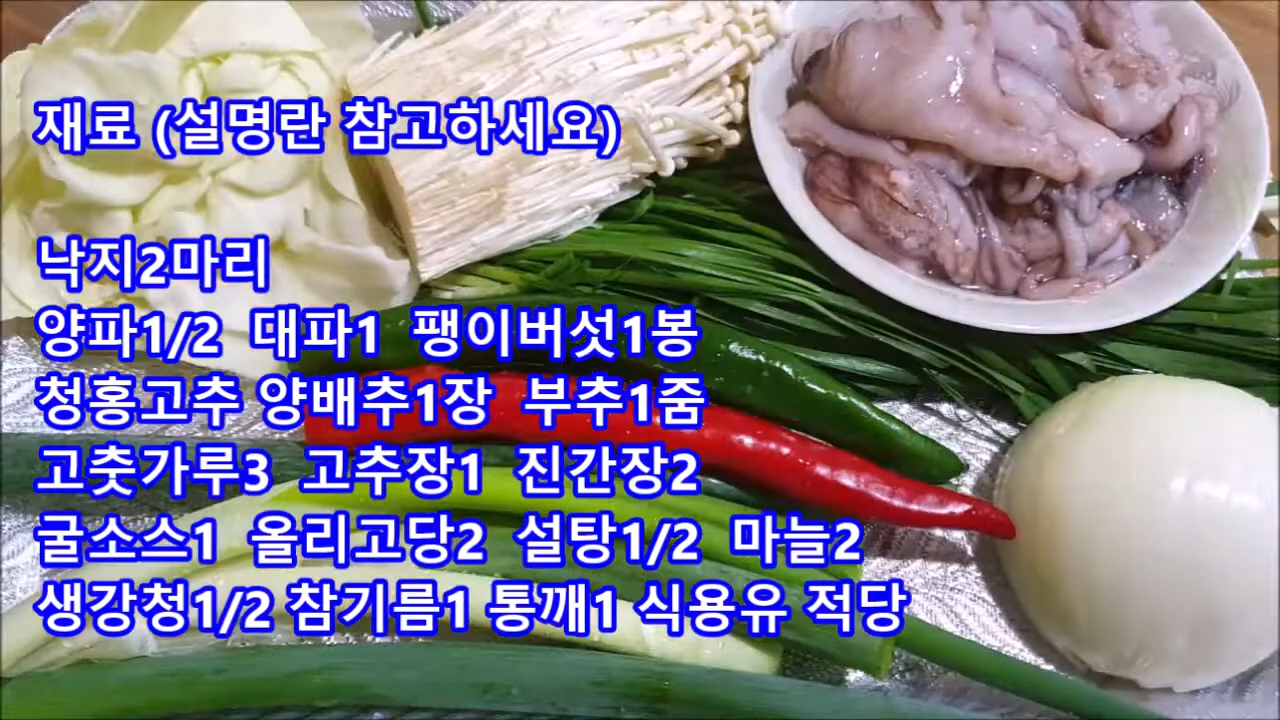 재료 (설명란 참고하세요)
낙지2마리
양파1/2 대파1 팽이버섯1봉
청홍고추 양배추1장 부추1줌
고춧가루3 고추장1 진간장2
굴소스1 올리고당2 설탕1/2 마늘2
생강청1/2 참기름1 통깨1 식용유 적당